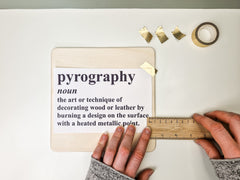 pyrography
noun
the art or technique of
decorating wood or leather by
burning a design on the surface
with a heated metallic point.